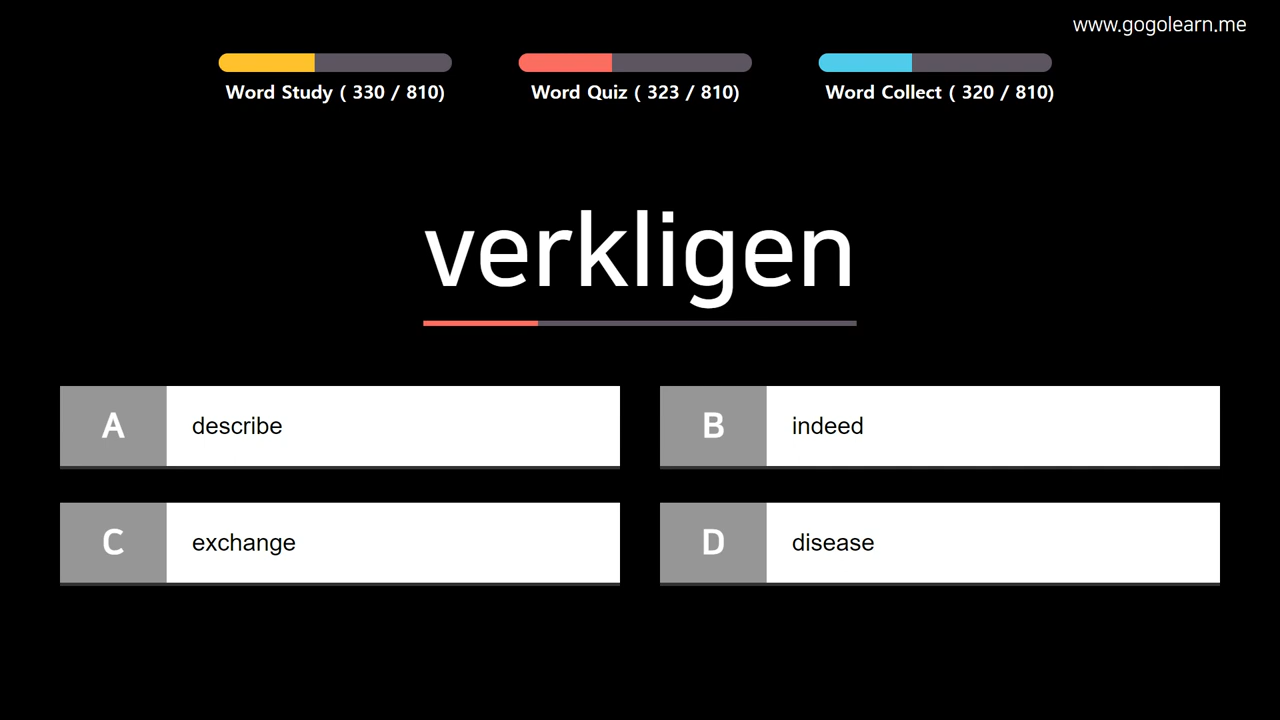 www.gogolearn.me
Word Study ( 330 / 810)
Word Quiz ( 323 / 810)
Word Collect ( 320 / 810)
verkligen
A describe
B indeed
C exchange
D disease